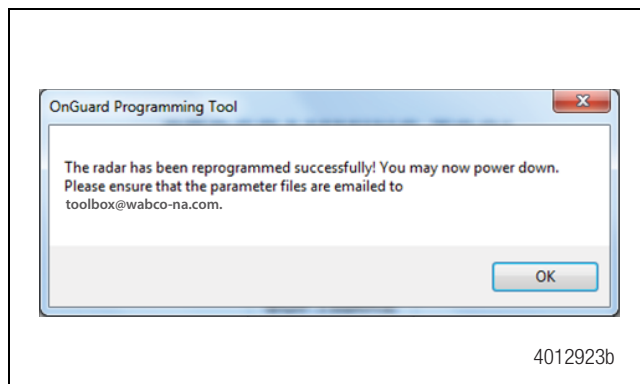 OnGuard Programming Tool
The radar has been reprogrammed successfully! You may now power down.
Please ensure that the parameter files are emailed to
toolbox@wabco-na.com.
OK
4012923b